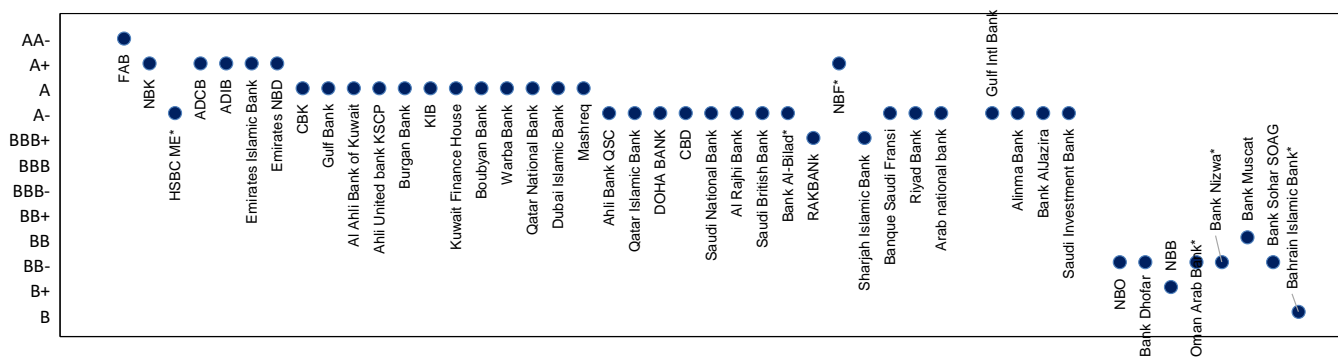 AA-
A+
A
A-
BBB+
BBB
BBB-
BB+
BB
BB-
B+
B
FAB
NBK
HSBC ME*
ADCB
ADIB
Emirates Islamic Bank
Emirates NBD
CBK
Gulf Bank
Al Ahli Bank of Kuwait
Ahli United bank KSCP
Burgan Bank
KIB
Kuwait Finance House
Boubyan Bank
Warba Bank
Qatar National Bank
Dubai Islamic Bank
Mashreq
Ahli Bank QSC
Qatar Islamic Bank
DOHA BANK
CBD
Saudi National Bank
Al Rajhi Bank
Saudi British Bank
Bank Al-Bilad*
RAKBANk
NBF*
Sharjah Islamic Bank
Banque Saudi Fransi
Riyad Bank
Arab national bank
Gulf Intl Bank
Alinma Bank
Bank AlJazira
Saudi Investment Bank
NBO
Bank Dhofar
NBB
Oman Arab Bank*
Bank Nizwa*
Bank Muscat
Bank Sohar SOAG
Bahrain Islamic Bank*